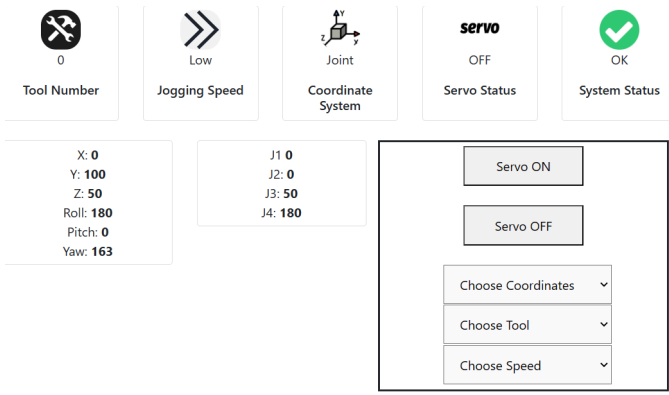 0
Tool Number
Low
Jogging Speed
Y
Z
y
Joint
Coordinate
System
servo
OFF
Servo Status
OK
System Status
X: 0
Y: 100
Z: 50
Roll: 180
Pitch: 0
Yaw: 163
J1 0
J2: 0
J3: 50
J4: 180
Servo ON
Servo OFF
Choose Coordinates
Choose Tool
Choose Speed